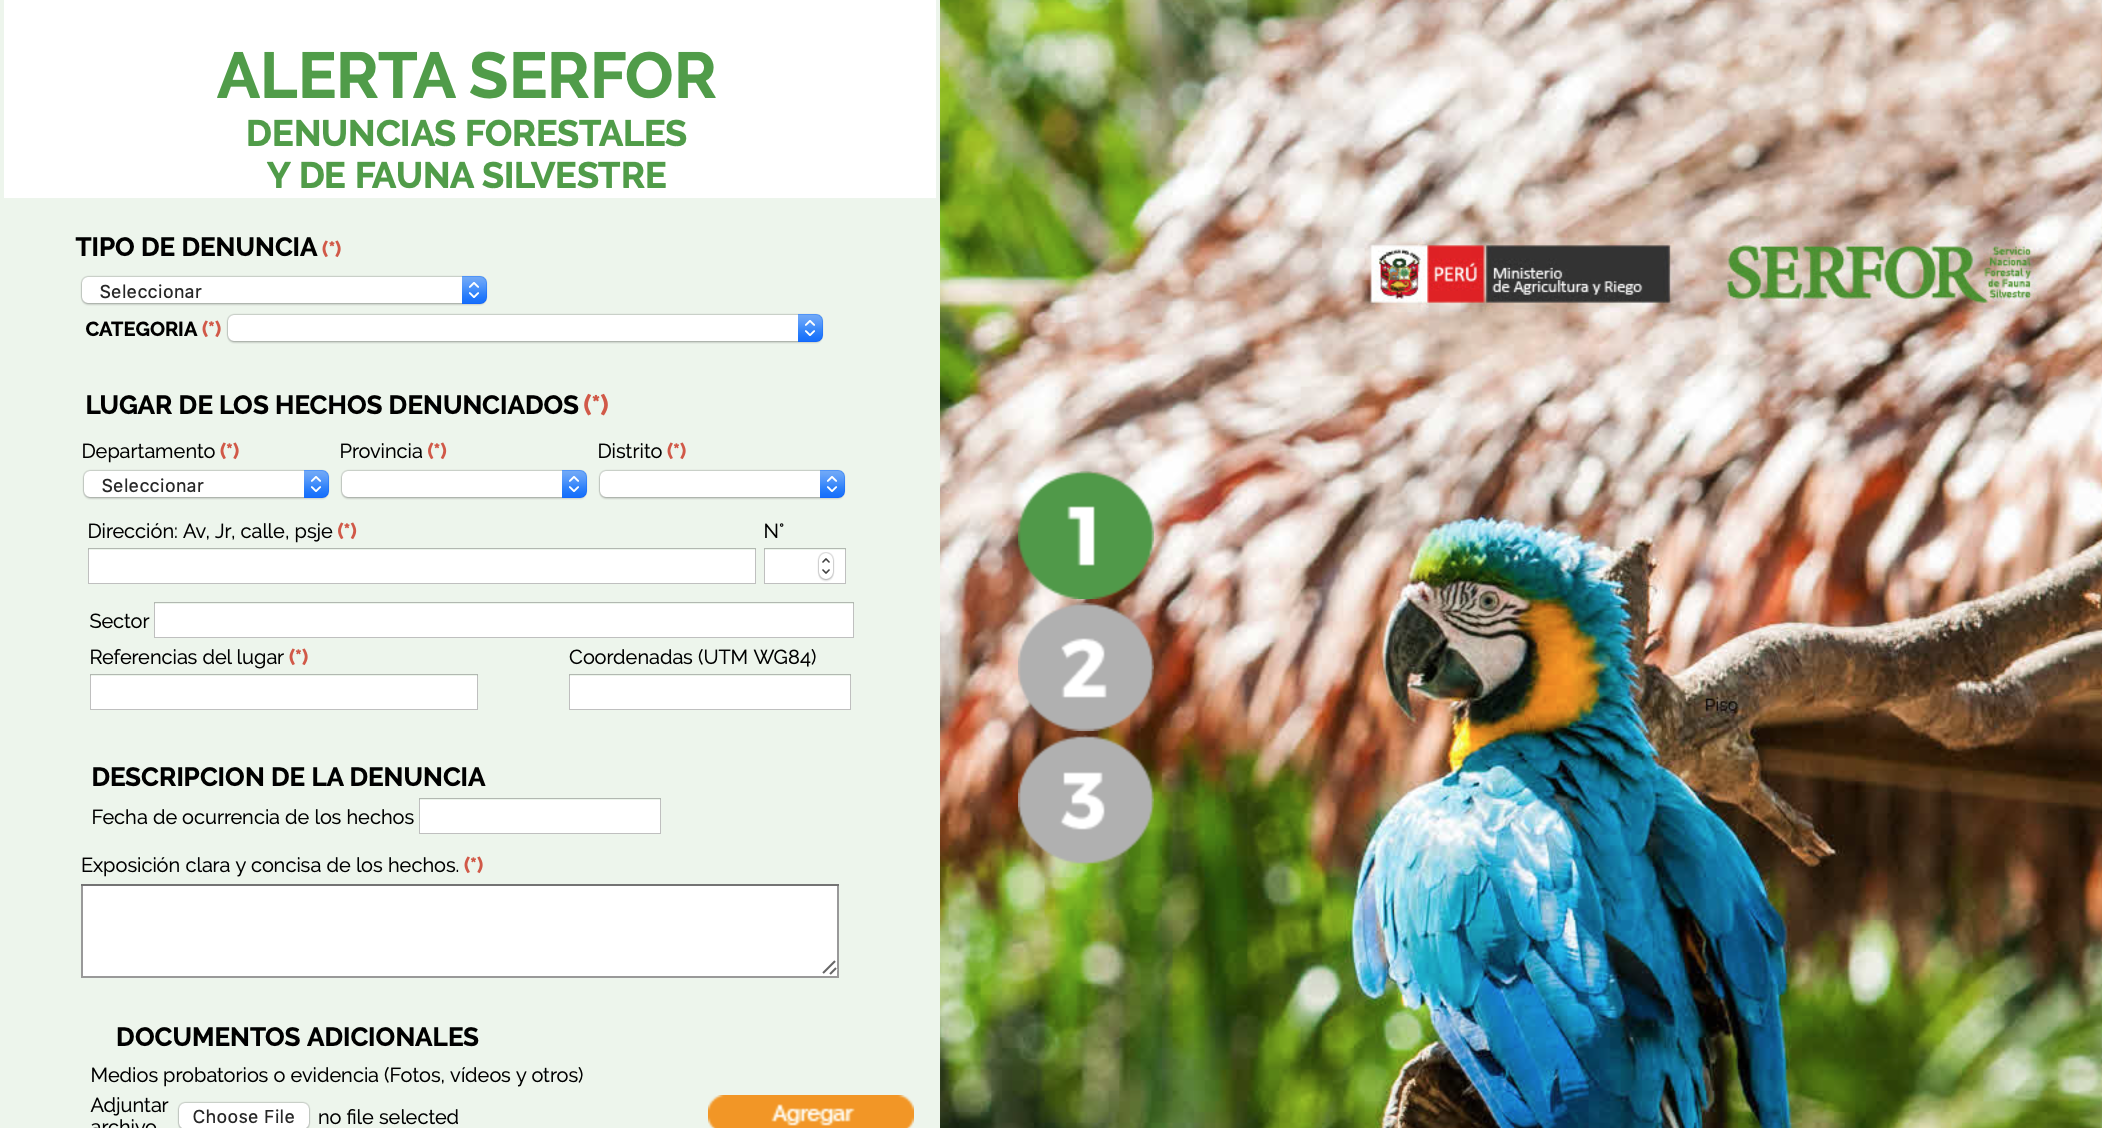 ALERTA SERFOR
DENUNCIAS FORESTALES
Y DE FAUNA SILVESTRE
TIPO DE DENUNCIA (*)
Seleccionar
CATEGORIA (*)
LUGAR DE LOS HECHOS DENUNCIADOS (*)
Departamento (*) Provincia (*) Distrito (*)
Seleccionar
Dirección: Av, Jr, calle, psje (*) N°
Sector
Referencias del lugar (*) Coordenadas (UTM WG84)
DESCRIPCION DE LA DENUNCIA
Fecha de ocurrencia de los hechos
Exposición clara y concisa de los hechos. (*)
DOCUMENTOS ADICIONALES
Medios probatorios o evidencia (Fotos, vídeos y otros)
Adjuntar
archivo
Choose File no file selected
Agregar
PERÚ
Ministerio
de Agricultura y Riego
SERFOR
Servicio
Nacional
Forestal y
de Fauna
Silvestre
1
2
3
Piso